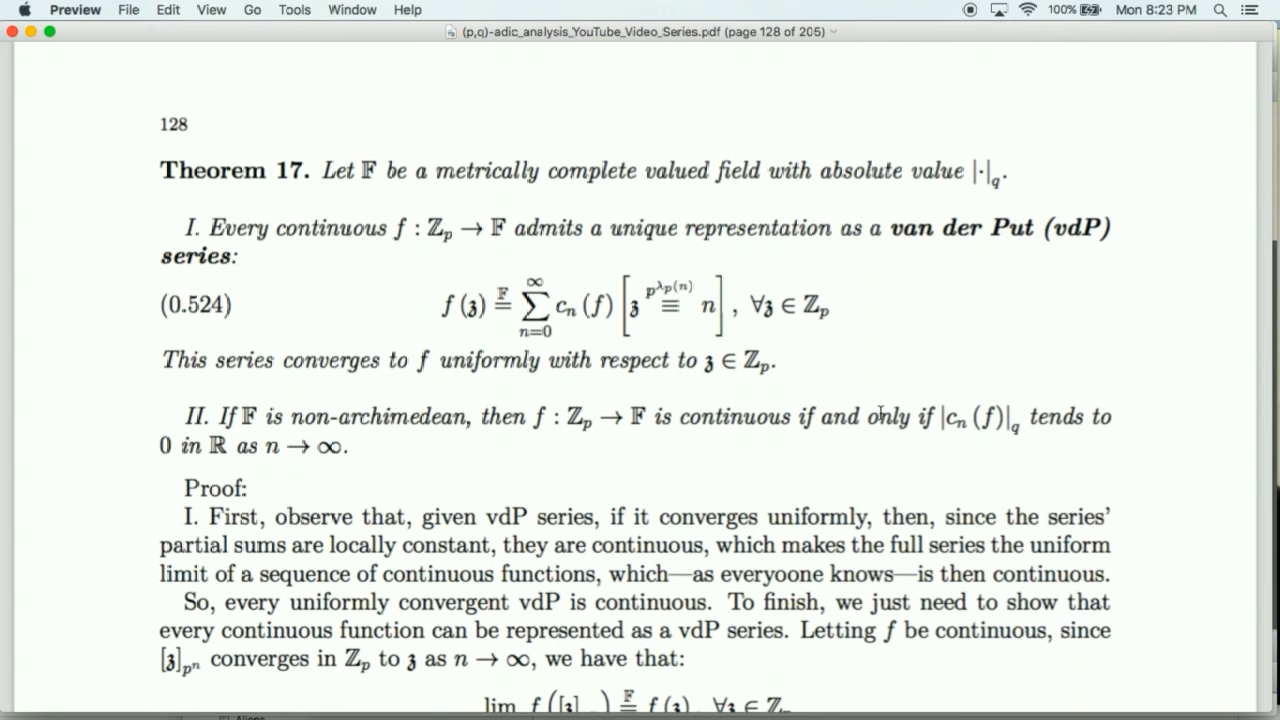 Preview File Edit View Go Tools Window Help 100% Mon 8:23 PM
(p,q)-adic_analysis_YouTube_Video_Series.pdf (page 128 of 205)
128
Theorem 17. Let 𝔽 be a metrically complete valued field with absolute value |·|_q.
I. Every continuous f : ℤ_p → 𝔽 admits a unique representation as a van der Put (vdP)
series:
(0.524) f (𝔷) \overset{𝔽}{=} \sum_{n=0}^{∞} c_n (f) [𝔷 \overset{p^{λ_p(n)}}{≡} n], ∀𝔷 ∈ ℤ_p
This series converges to f uniformly with respect to 𝔷 ∈ ℤ_p.
II. If 𝔽 is non-archimedean, then f : ℤ_p → 𝔽 is continuous if and only if |c_n (f)|_q tends to
0 in ℝ as n → ∞.
Proof:
I. First, observe that, given vdP series, if it converges uniformly, then, since the series'
partial sums are locally constant, they are continuous, which makes the full series the uniform
limit of a sequence of continuous functions, which—as everyoone knows—is then continuous.
So, every uniformly convergent vdP is continuous. To finish, we just need to show that
every continuous function can be represented as a vdP series. Letting f be continuous, since
[𝔷]_{p^n} converges in ℤ_p to 𝔷 as n → ∞, we have that:
lim f ([𝔷] ) \overset{𝔽}{=} f (𝔷) ∀𝔷 ∈ ℤ